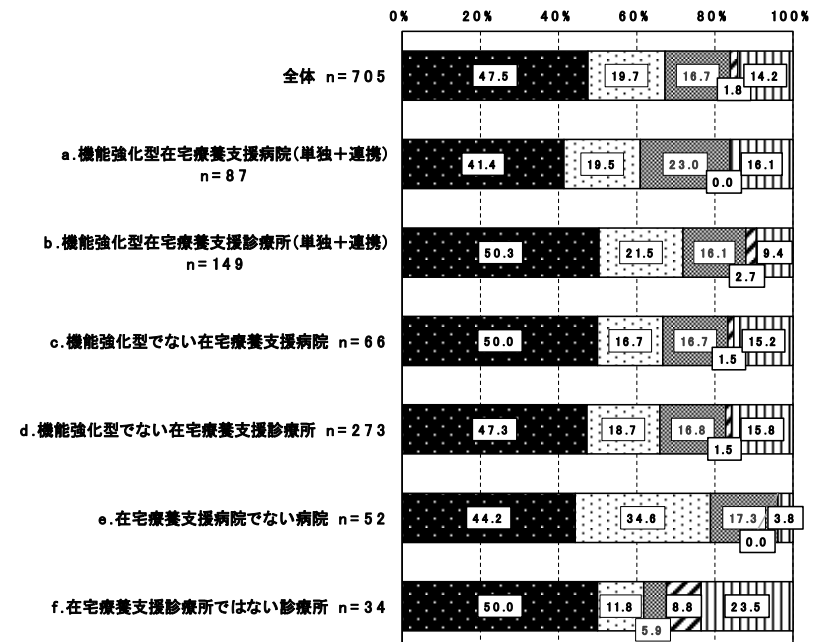 0% 20% 40% 60% 80% 100%
全体 n=705
47.5 19.7 16.7 1.8 14.2
a.機能強化型在宅療養支援病院(単独+連携)
n=87
41.4 19.5 23.0 0.0 16.1
b.機能強化型在宅療養支援診療所(単独+連携)
n=149
50.3 21.5 16.1 2.7 9.4
c.機能強化型でない在宅療養支援病院 n=66
50.0 16.7 16.7 1.5 15.2
d.機能強化型でない在宅療養支援診療所 n=273
47.3 18.7 16.8 1.5 15.8
e.在宅療養支援病院でない病院 n=52
44.2 34.6 17.3 0.0 3.8
f.在宅療養支援診療所ではない診療所 n=34
50.0 11.8 5.9 8.8 23.5